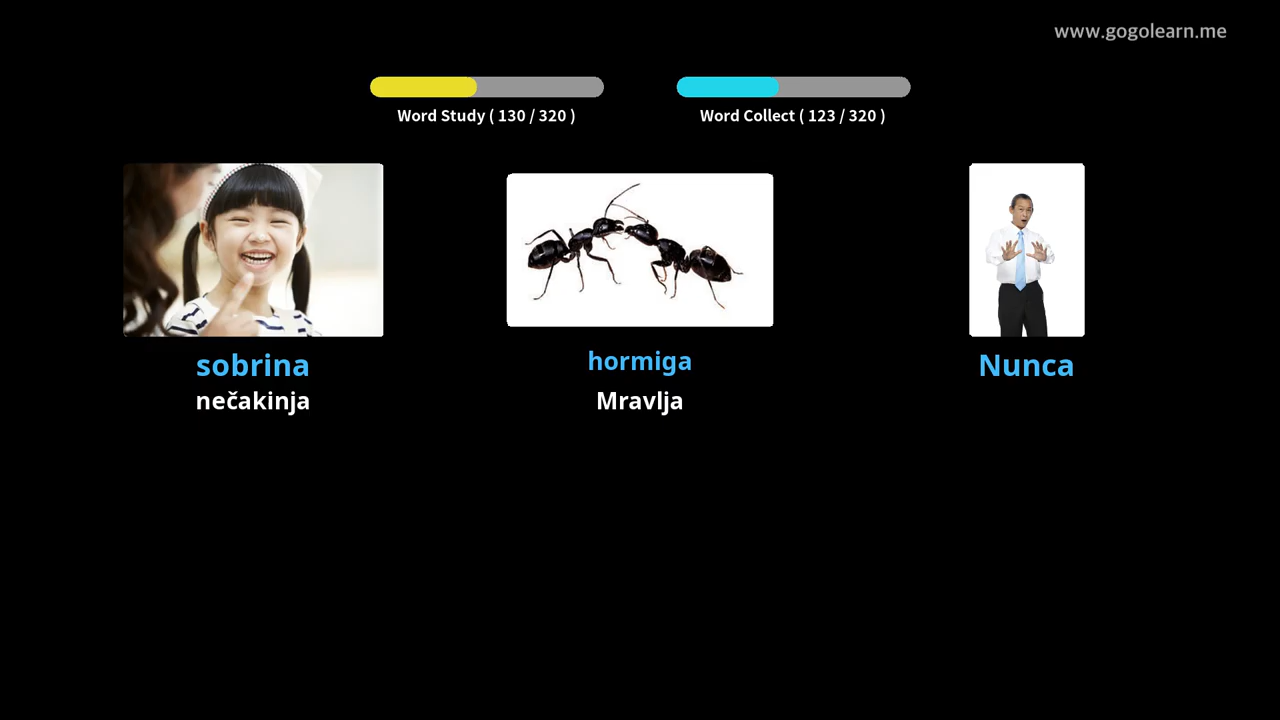 www.gogolearn.me
Word Study ( 130 / 320 )
Word Collect ( 123 / 320 )
sobrina
nečakinja
hormiga
Mravlja
Nunca